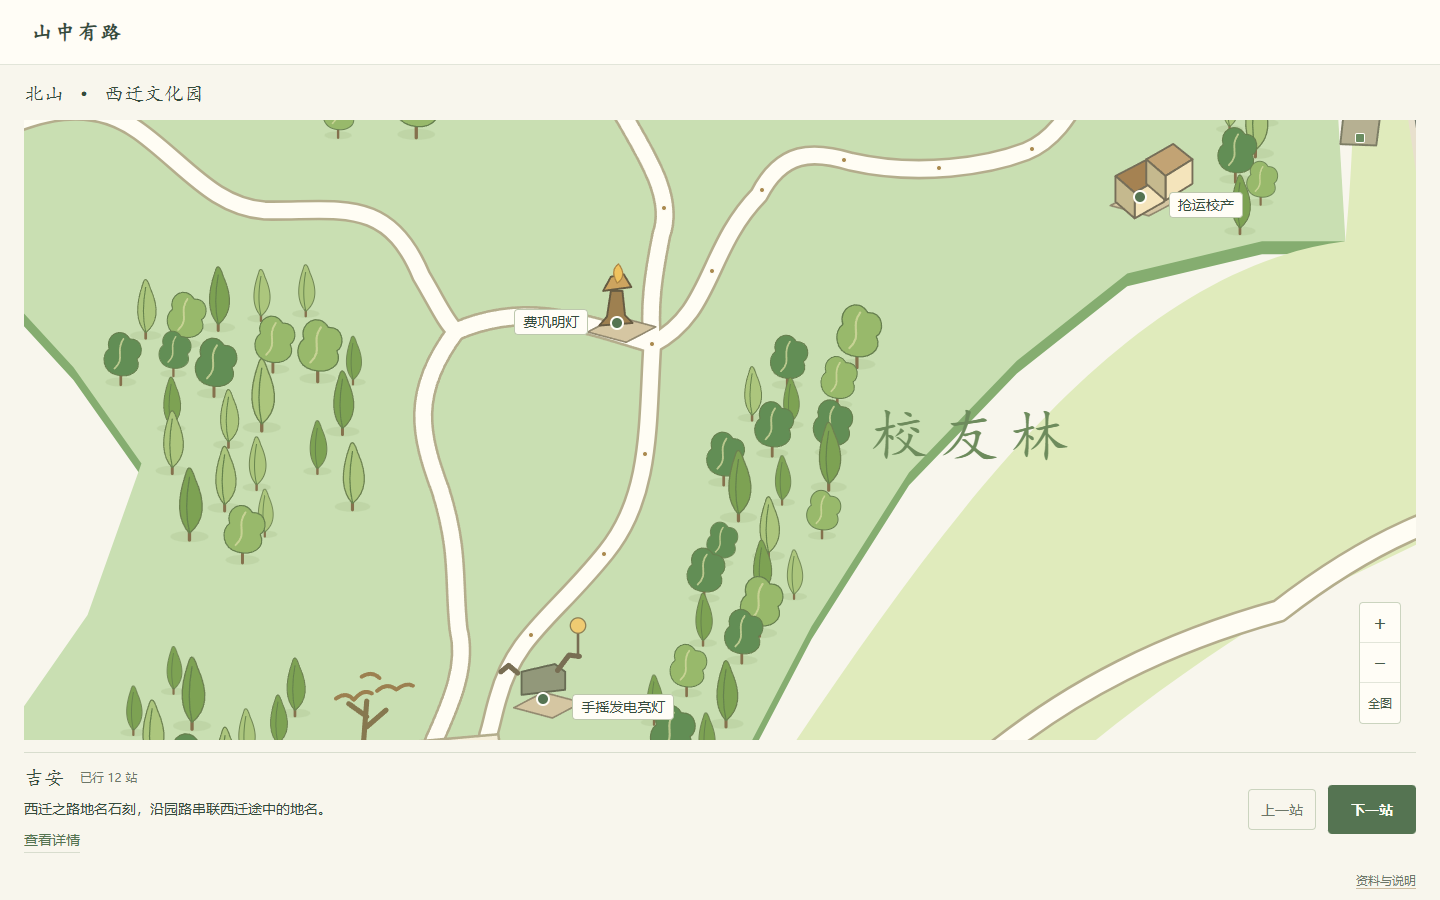 山中有路
北山 • 西迁文化园
抢运校产
费巩明灯
校友林
手摇发电亮灯
+
−
全图
吉安 已行 12 站
西迁之路地名石刻，沿园路串联西迁途中的地名。
查看详情
上一站
下一站
资料与说明